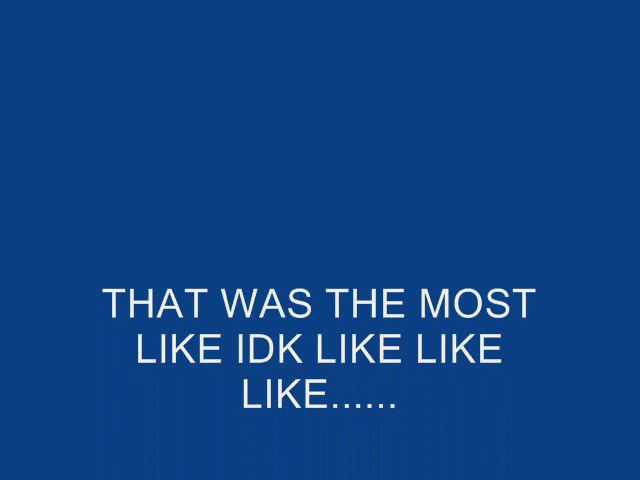 THAT WAS THE MOST
LIKE IDK LIKE LIKE
LIKE......